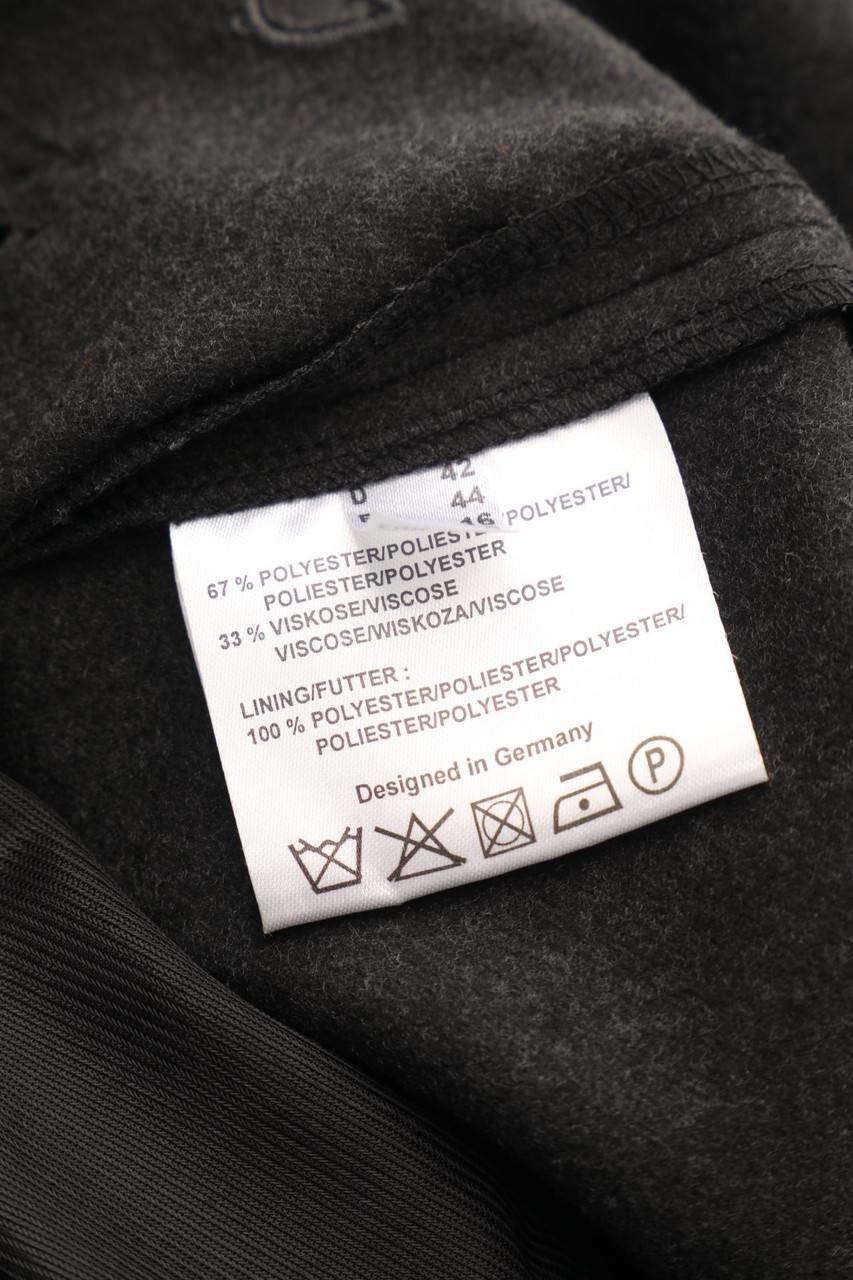 D 42
44
16
67 % POLYESTER/POLIESTER/POLYESTER/
POLIESTER/POLYESTER
33 % VISKOSE/VISCOSE
VISCOSE/WISKOZA/VISCOSE
LINING/FUTTER :
100 % POLYESTER/POLIESTER/POLYESTER/
POLIESTER/POLYESTER
Designed in Germany
P